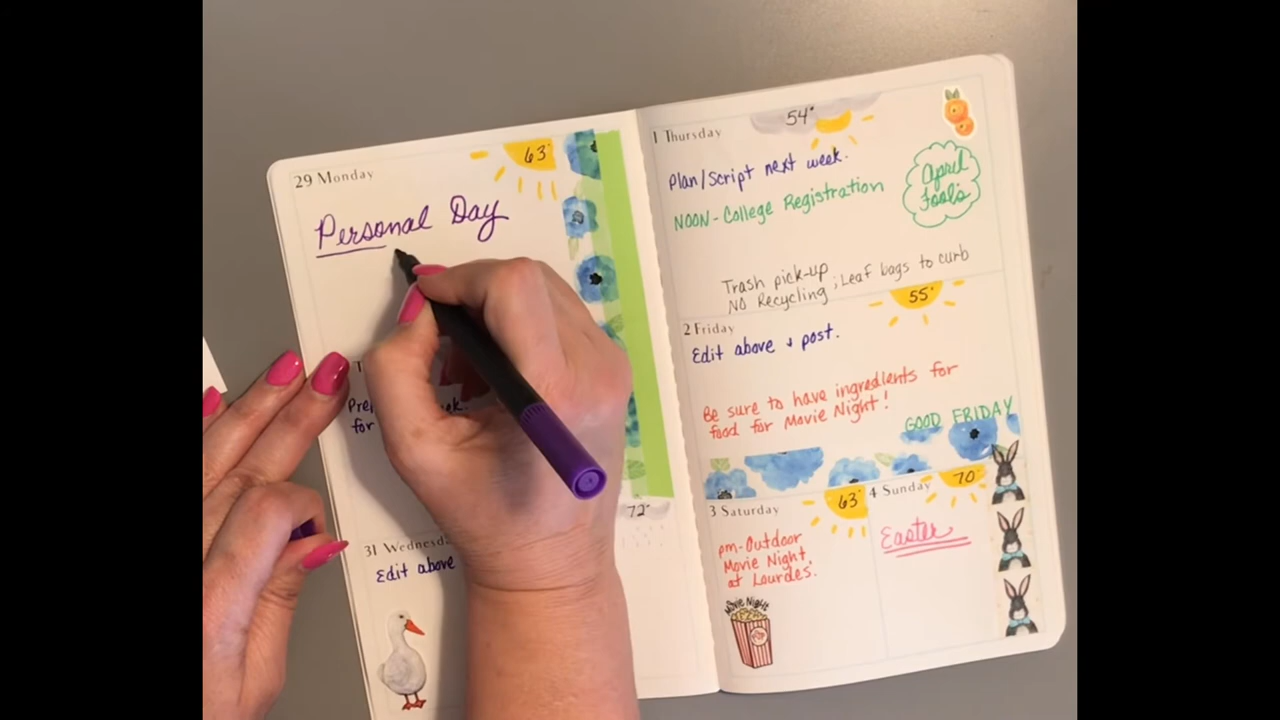 29 Monday
63°
Personal Day
for
31 Wednesd
72°
Edit above
1 Thursday
54°
Plan/Script next week.
NOON - College Registration
April
Fool's
Trash pick-up
NO Recycling ; Leaf bags to curb
2 Friday
55°
Edit above + post.
Be sure to have ingredients for
food for Movie Night!
GOOD FRIDAY
3 Saturday
63°
pm-Outdoor
Movie Night
at Lourdes.
Movie Night
4 Sunday
70°
Easter